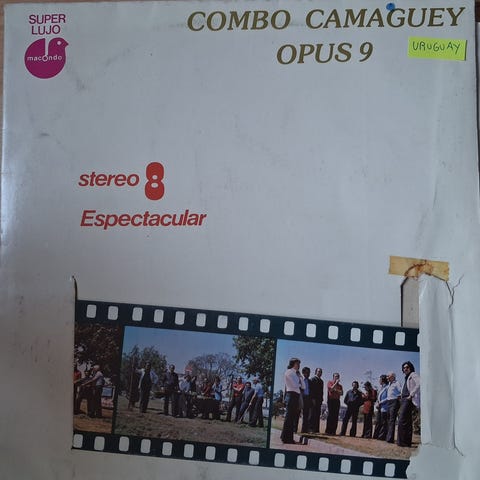 SUPER
LUJO
macondo
COMBO CAMAGUEY
OPUS 9
URUGUAY
stereo 8
Espectacular